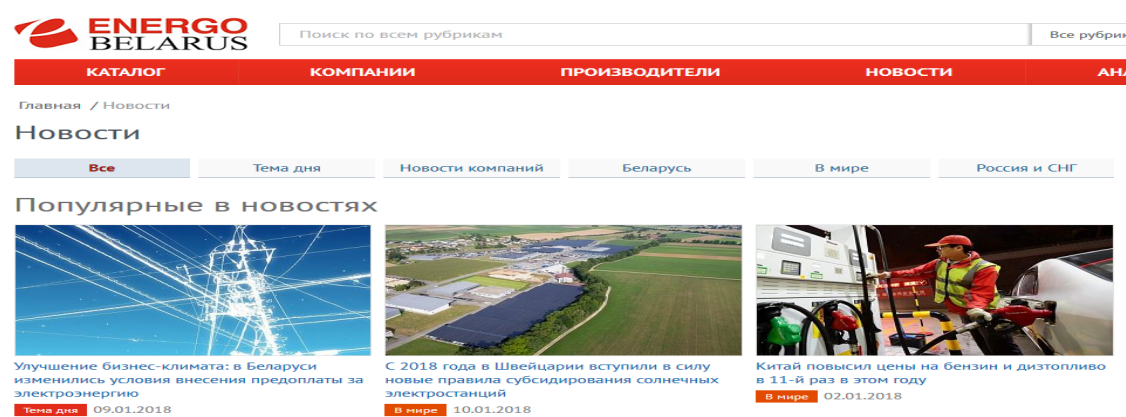 ENERGO
BELARUS
Поиск по всем рубрикам
Все
КАТАЛОГ КОМПАНИИ ПРОИЗВОДИТЕЛИ НОВОСТИ
Главная / Новости
Новости
Все Тема дня Новости компаний Беларусь В мире Россия и СНГ
Популярные в новостях
Улучшение бизнес-климата: в Беларуси
изменились условия внесения предоплаты за
электроэнергию
Тема дня 09.01.2018
С 2018 года в Швейцарии вступили в силу
новые правила субсидирования солнечных
электростанций
В мире 10.01.2018
Китай повысил цены на бензин и дизтопливо
в 11-й раз в этом году
В мире 02.01.2018